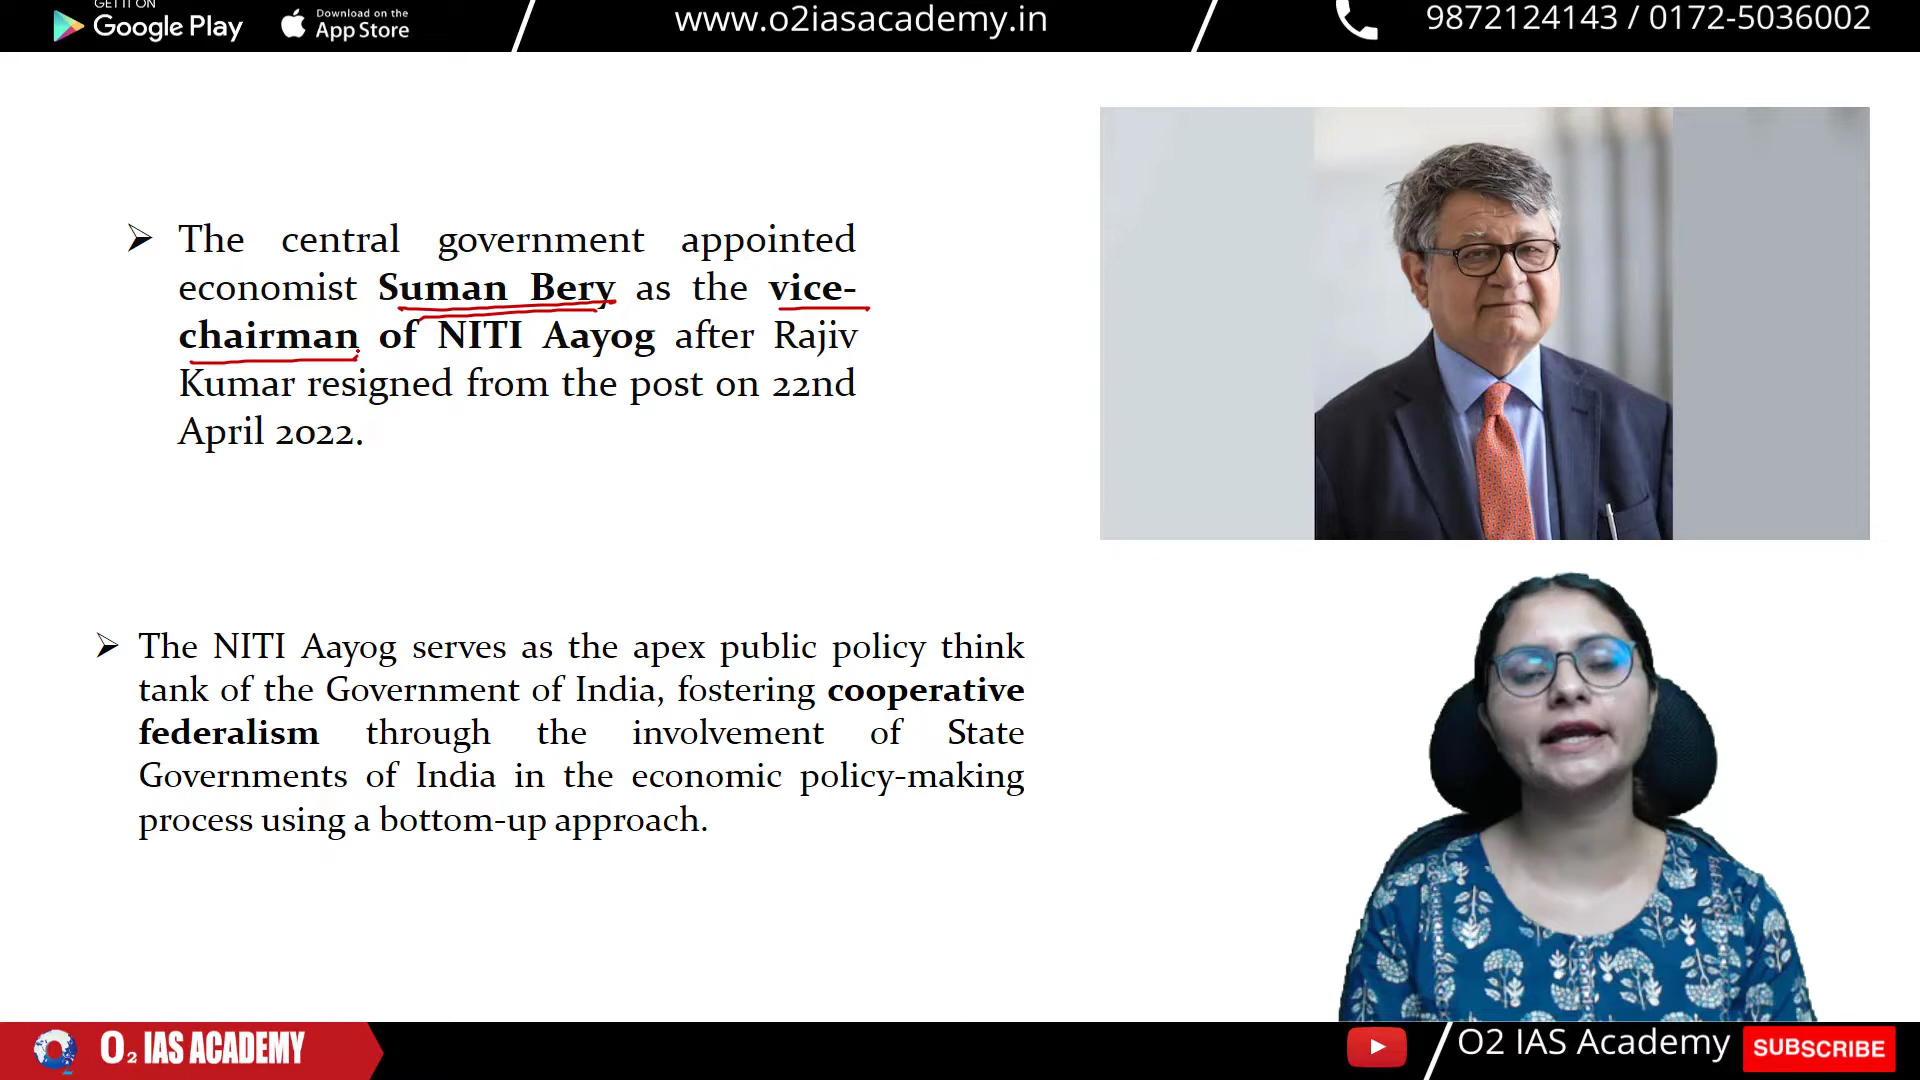 GET IT ON
Google Play
Download on the
App Store
www.o2iasacademy.in
9872124143 / 0172-5036002
The central government appointed
economist Suman Bery as the vice-
chairman of NITI Aayog after Rajiv
Kumar resigned from the post on 22nd
April 2022.
The NITI Aayog serves as the apex public policy think
tank of the Government of India, fostering cooperative
federalism through the involvement of State
Governments of India in the economic policy-making
process using a bottom-up approach.
O2 IAS ACADEMY
O2 IAS Academy
SUBSCRIBE